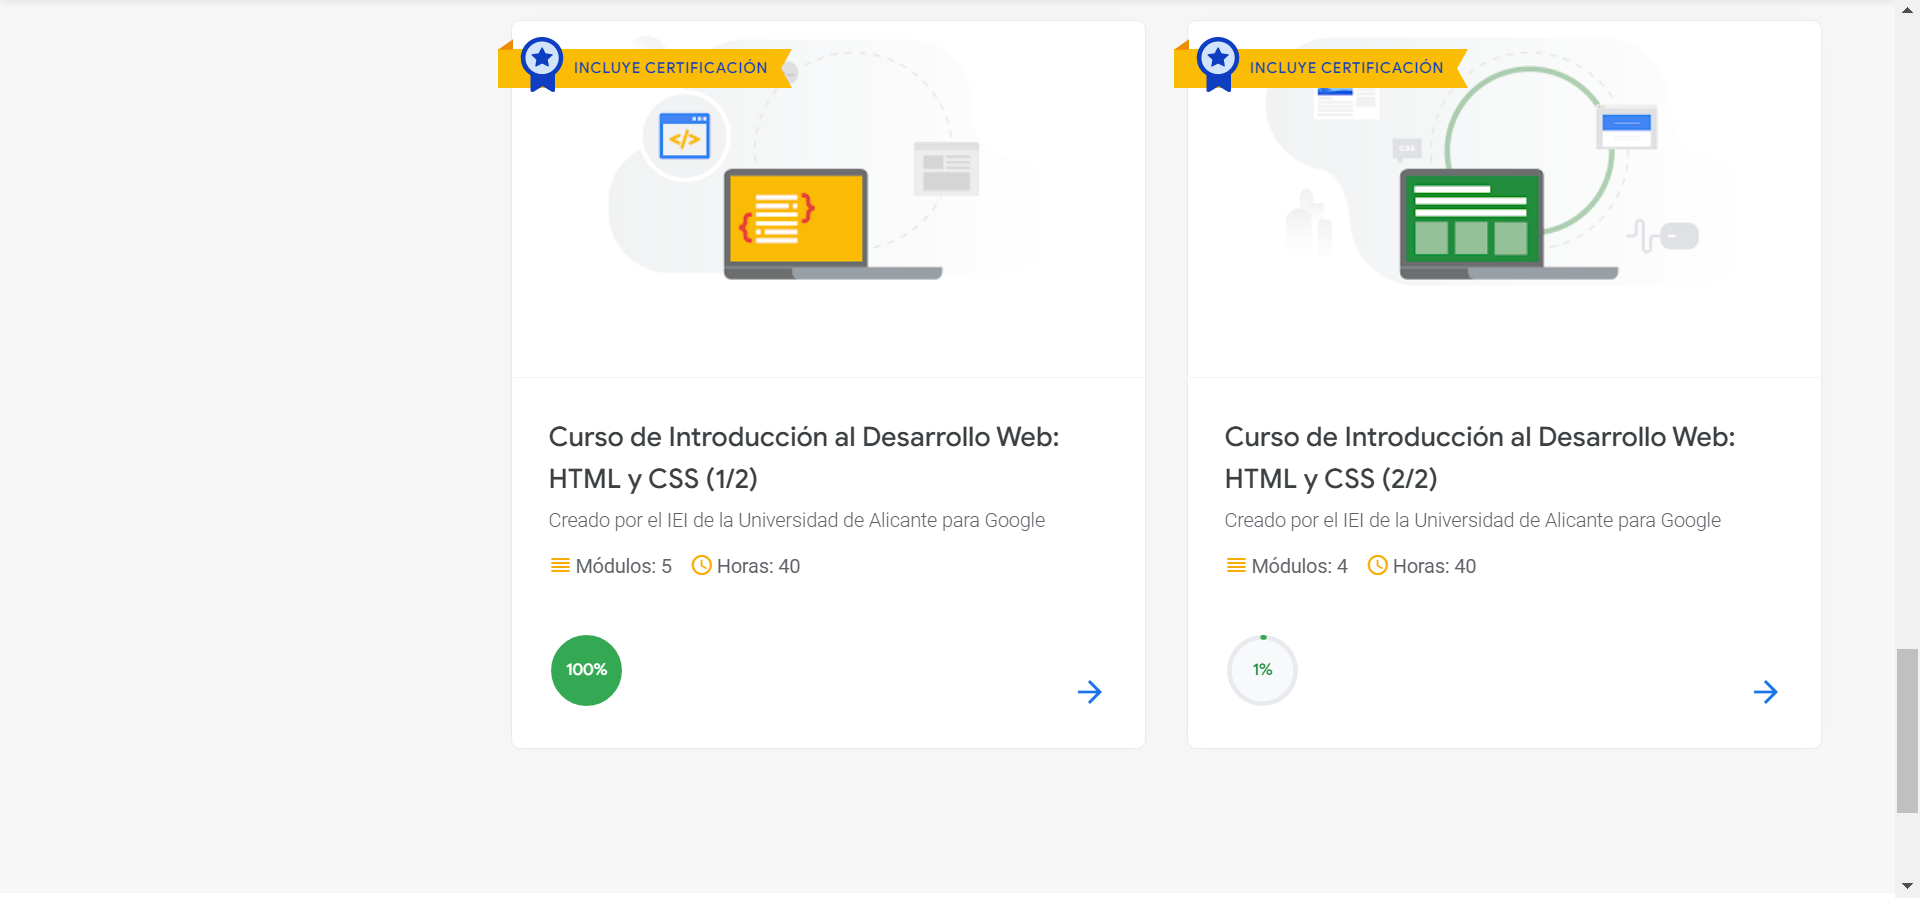 INCLUYE CERTIFICACIÓN
</>
{ }
Curso de Introducción al Desarrollo Web:
HTML y CSS (1/2)
Creado por el IEI de la Universidad de Alicante para Google
Módulos: 5 Horas: 40
100%
INCLUYE CERTIFICACIÓN
CSS
Curso de Introducción al Desarrollo Web:
HTML y CSS (2/2)
Creado por el IEI de la Universidad de Alicante para Google
Módulos: 4 Horas: 40
1%